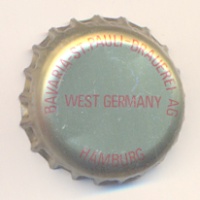 BAVARIA-ST.PAULI-BRAUEREI AG
WEST GERMANY
HAMBURG